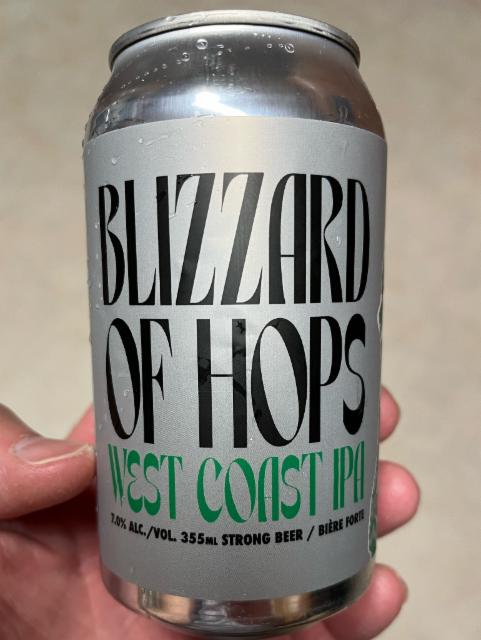 BLIZZARD
OF HOPS
WEST COAST IPA
7.0% ALC./VOL. 355mL STRONG BEER / BIÈRE FORTE